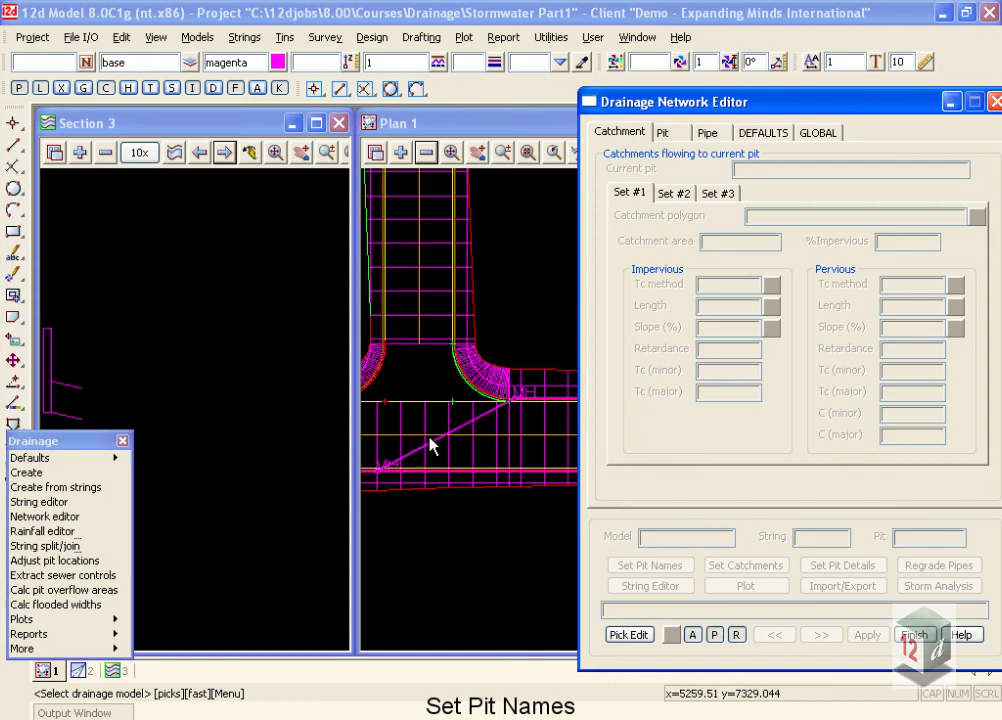 12d Model 8.0C1g (nt.x86) - Project "C:\12djobs\8.00\Courses\Drainage\Stormwater Part1" - Client "Demo - Expanding Minds International"
Project File I/O Edit View Models Strings Tins Survey Design Drafting Plot Report Utilities User Window Help
N base magenta 1 1 0° 1 T 10
P L X G C H T S I D F A K
Section 3
10x
Plan 1
MH
MH
Drainage Network Editor
Catchment Pit Pipe DEFAULTS GLOBAL
Catchments flowing to current pit
Current pit
Set #1 Set #2 Set #3
Catchment polygon
Catchment area %Impervious
Impervious Pervious
Tc method Tc method
Length Length
Slope (%) Slope (%)
Retardance Retardance
Tc (minor) Tc (minor)
Tc (major) Tc (major)
C (minor)
C (major)
Model String Pit
Set Pit Names Set Catchments Set Pit Details Regrade Pipes
String Editor Plot Import/Export Storm Analysis
Pick Edit A P R << >> Apply Finish Help
12 d
abc
Drainage
Defaults
Create
Create from strings
String editor
Network editor
Rainfall editor
String split/join
Adjust pit locations
Extract sewer controls
Calc pit overflow areas
Calc flooded widths
Plots
Reports
More
1 2 3
<Select drainage model> [picks][fast][Menu]
x=5259.51 y=7329.044
CAP NUM SCRL
Output Window
Set Pit Names